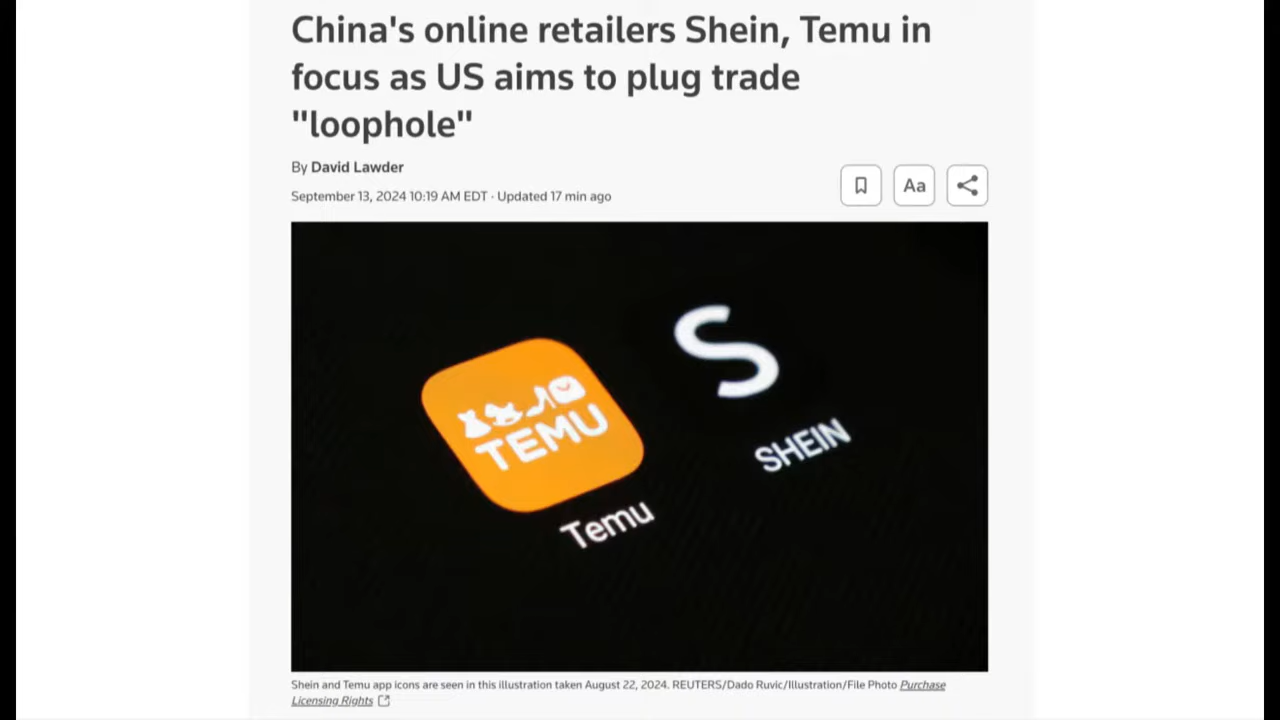 China's online retailers Shein, Temu in
focus as US aims to plug trade
"loophole"
By David Lawder
September 13, 2024 10:19 AM EDT · Updated 17 min ago
Aa
TEMU
Temu
S
SHEIN
Shein and Temu app icons are seen in this illustration taken August 22, 2024. REUTERS/Dado Ruvic/Illustration/File Photo Purchase
Licensing Rights